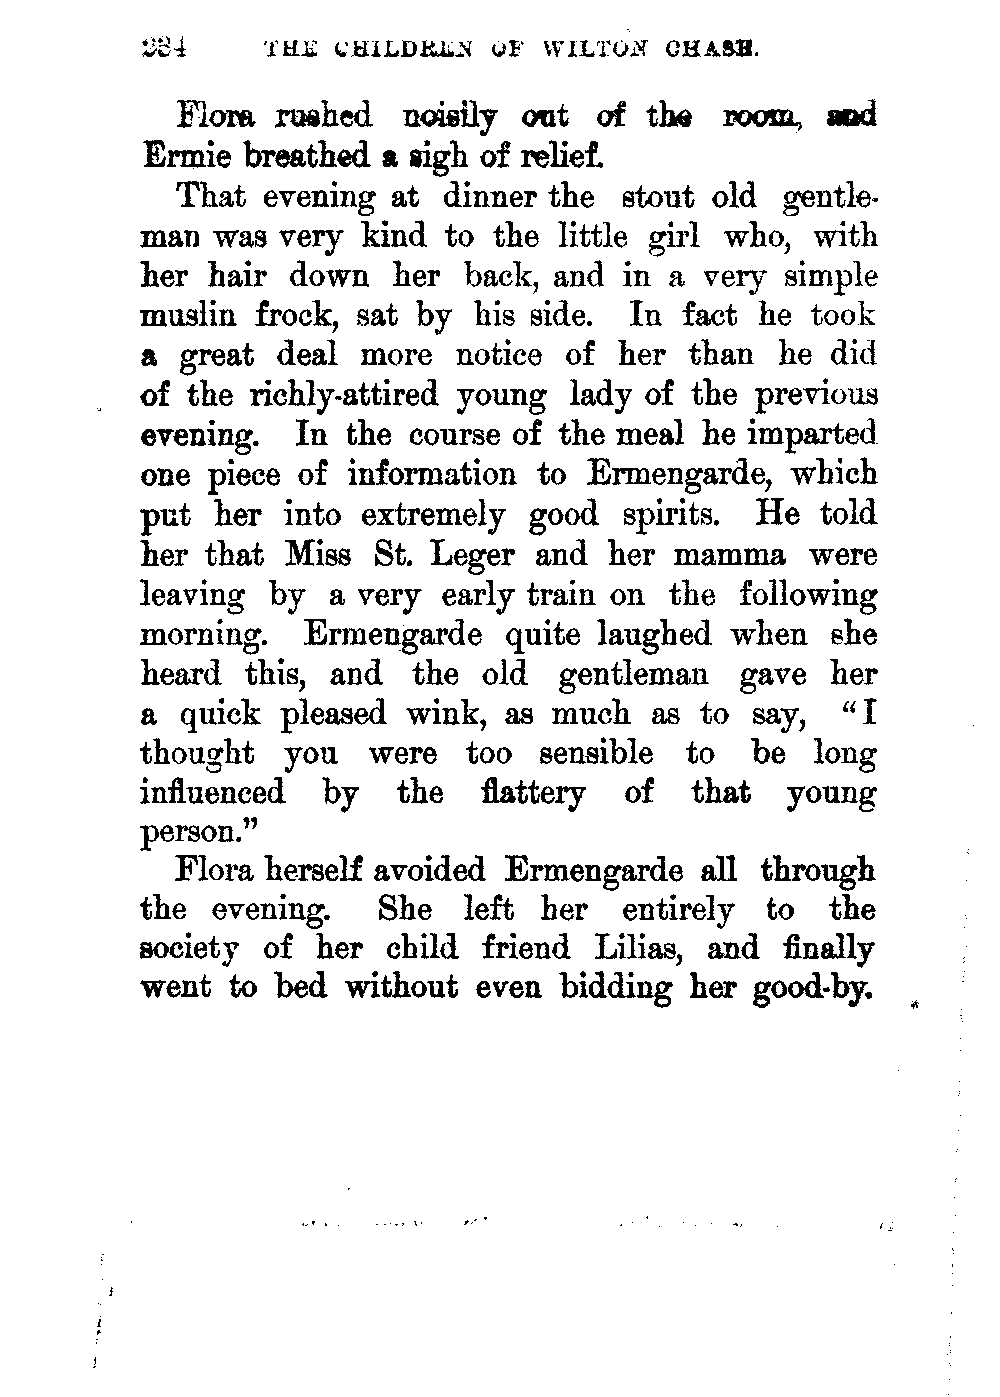 284 THE CHILDREN OF WILTON CHASE.
Flora rushed noisily out of the room, and
Ermie breathed a sigh of relief.
That evening at dinner the stout old gentle-
man was very kind to the little girl who, with
her hair down her back, and in a very simple
muslin frock, sat by his side. In fact he took
a great deal more notice of her than he did
of the richly-attired young lady of the previous
evening. In the course of the meal he imparted
one piece of information to Ermengarde, which
put her into extremely good spirits. He told
her that Miss St. Leger and her mamma were
leaving by a very early train on the following
morning. Ermengarde quite laughed when she
heard this, and the old gentleman gave her
a quick pleased wink, as much as to say, "I
thought you were too sensible to be long
influenced by the flattery of that young
person."
Flora herself avoided Ermengarde all through
the evening. She left her entirely to the
society of her child friend Lilias, and finally
went to bed without even bidding her good-by.